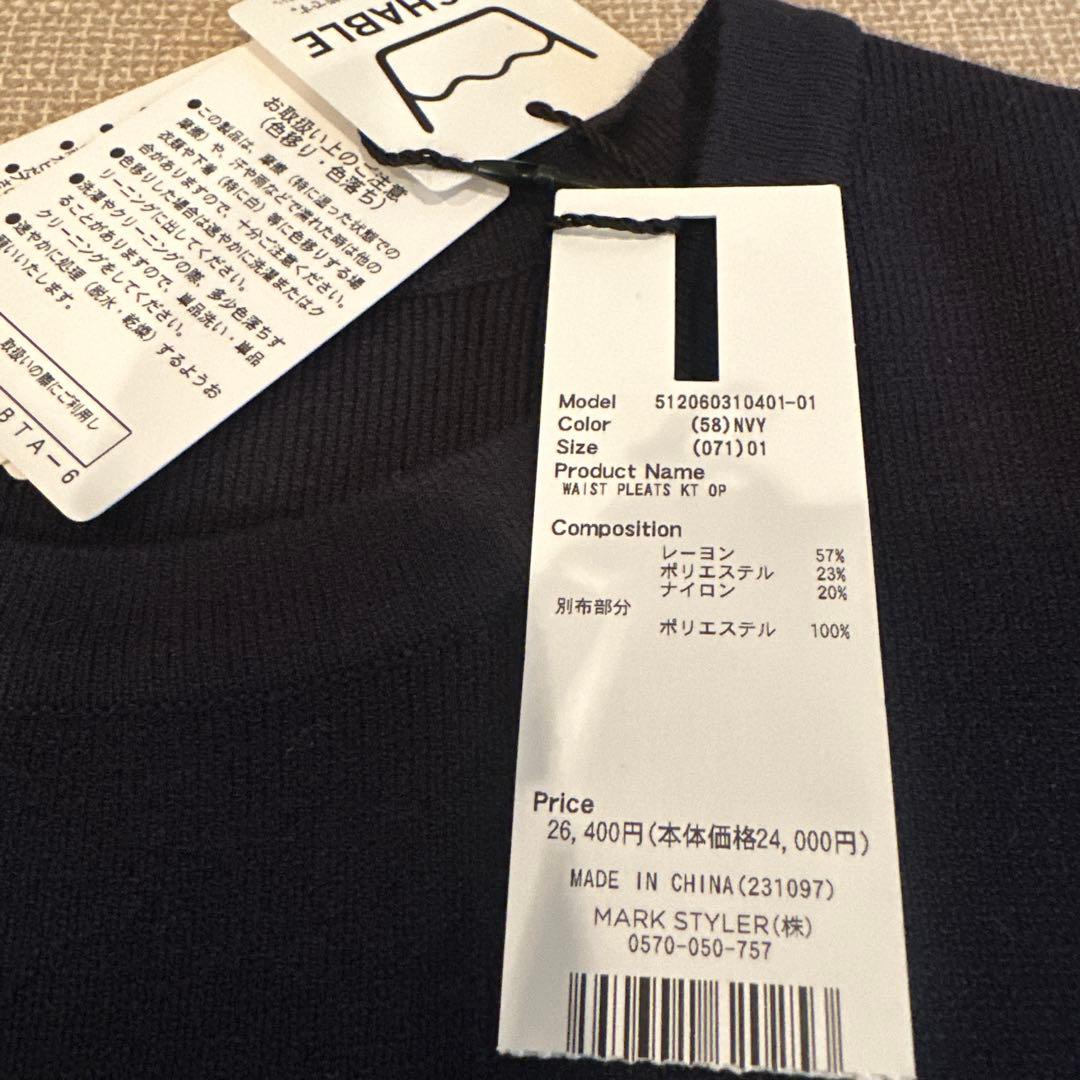 CHABLE
お取扱い上のご注意
(色移り・色落ち)
●この製品は、摩擦(特に湿った状態での
摩擦)や、汗や雨などで濡れた時は他の
衣類や下着(特に白)等に色移りする場
合がありますので、十分ご注意ください。
●色移りした場合は速やかに洗濯またはク
リーニングに出してください。
●洗濯やクリーニングの際、多少色落ちす
ることがありますので、単品洗い・単品
クリーニングをしてください。
●速やかに処理(脱水・乾燥)するようお
願いいたします。
取扱いの際にご利用し
BTA-6
Model 512060310401-01
Color (58)NVY
Size (071)01
Product Name
WAIST PLEATS KT OP
Composition
レーヨン 57%
ポリエステル 23%
ナイロン 20%
別布部分
ポリエステル 100%
Price
26,400円(本体価格24,000円)
MADE IN CHINA(231097)
MARK STYLER(株)
0570-050-757